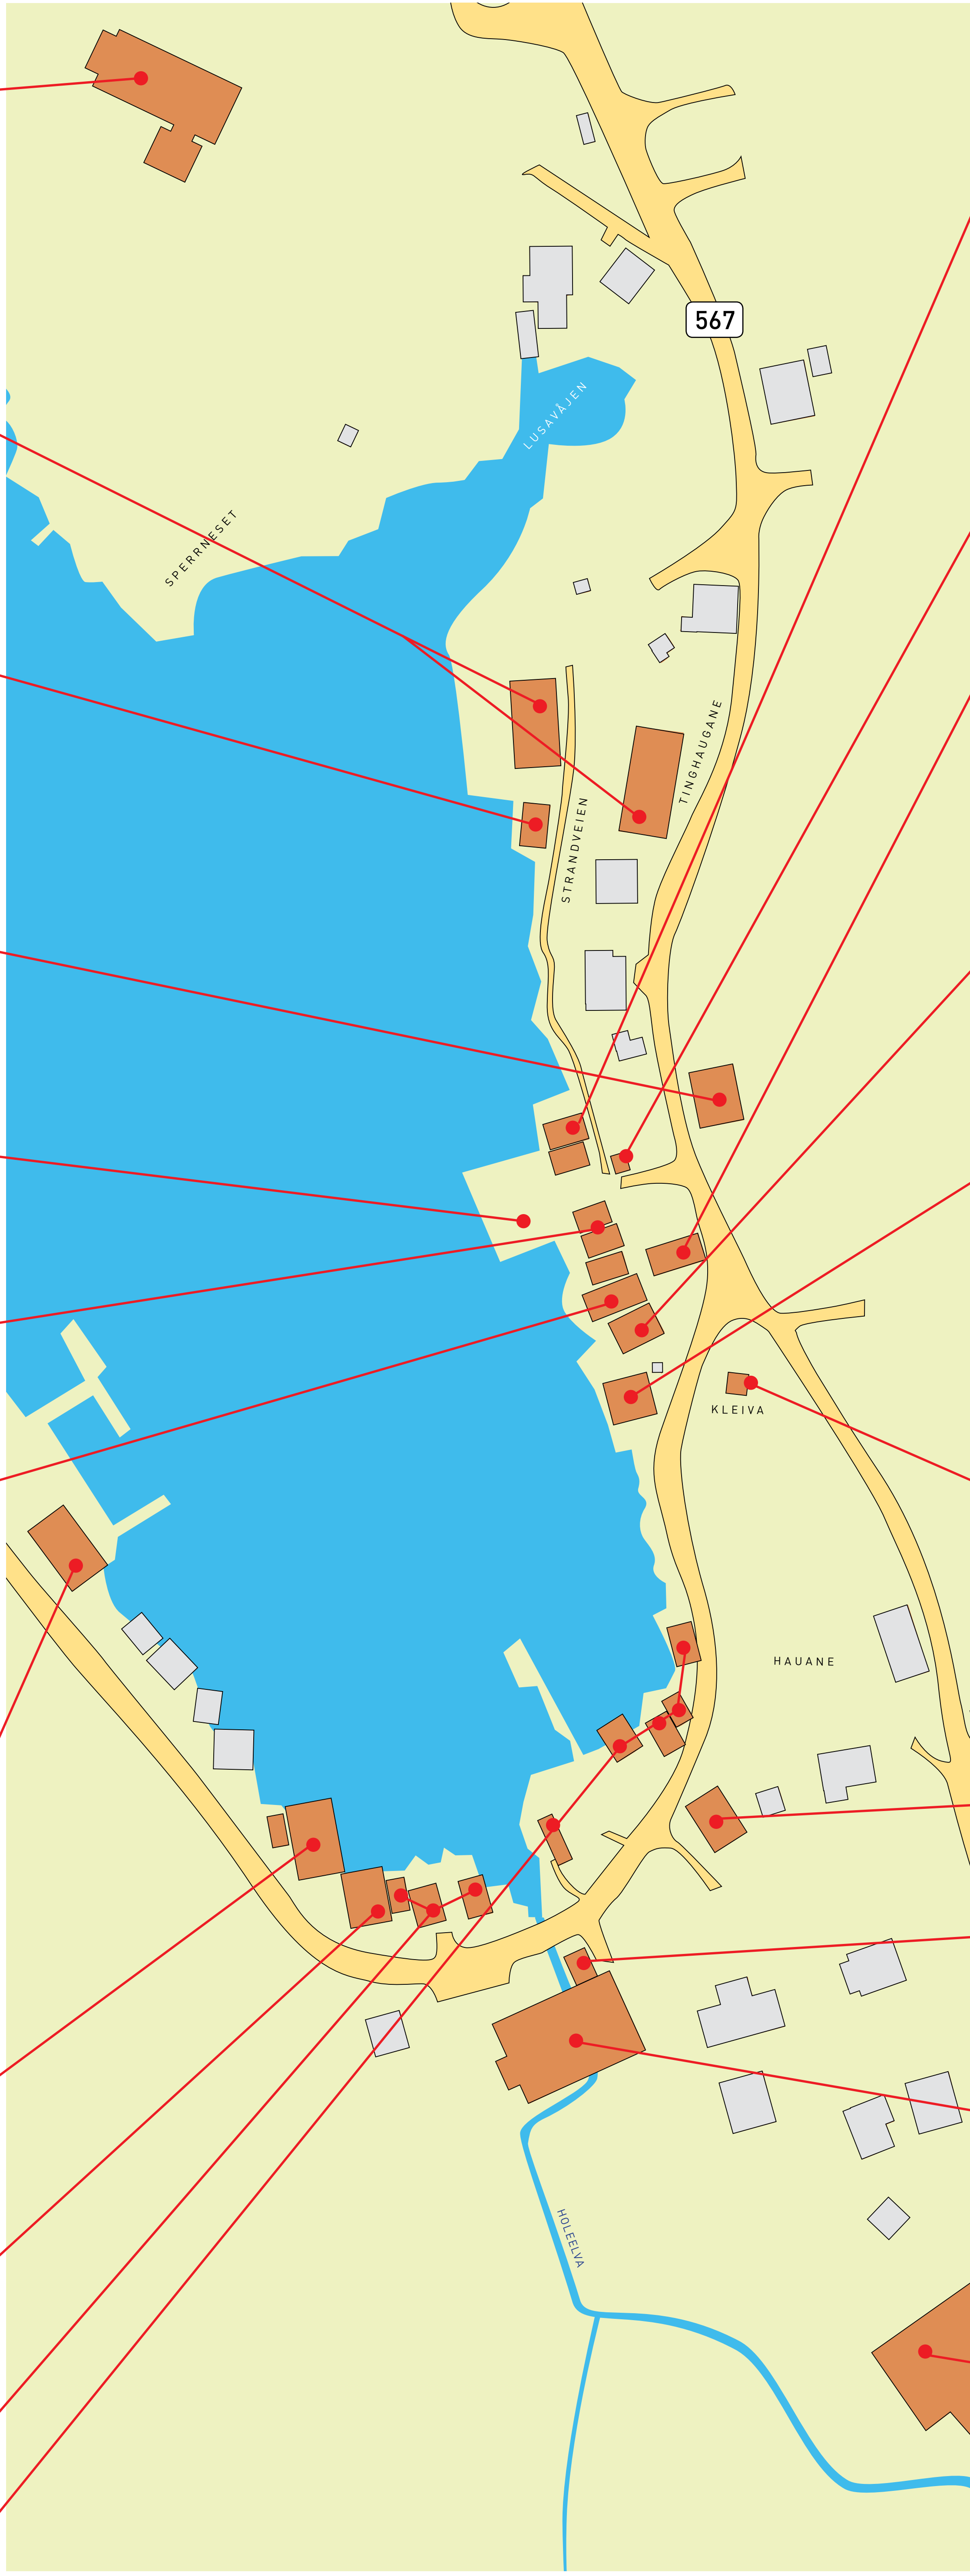 567
LUSAVÅJEN
SPERRNESET
TINGHAUGANE
STRANDVEIEN
KLEIVA
HAUANE
HOLEELVA